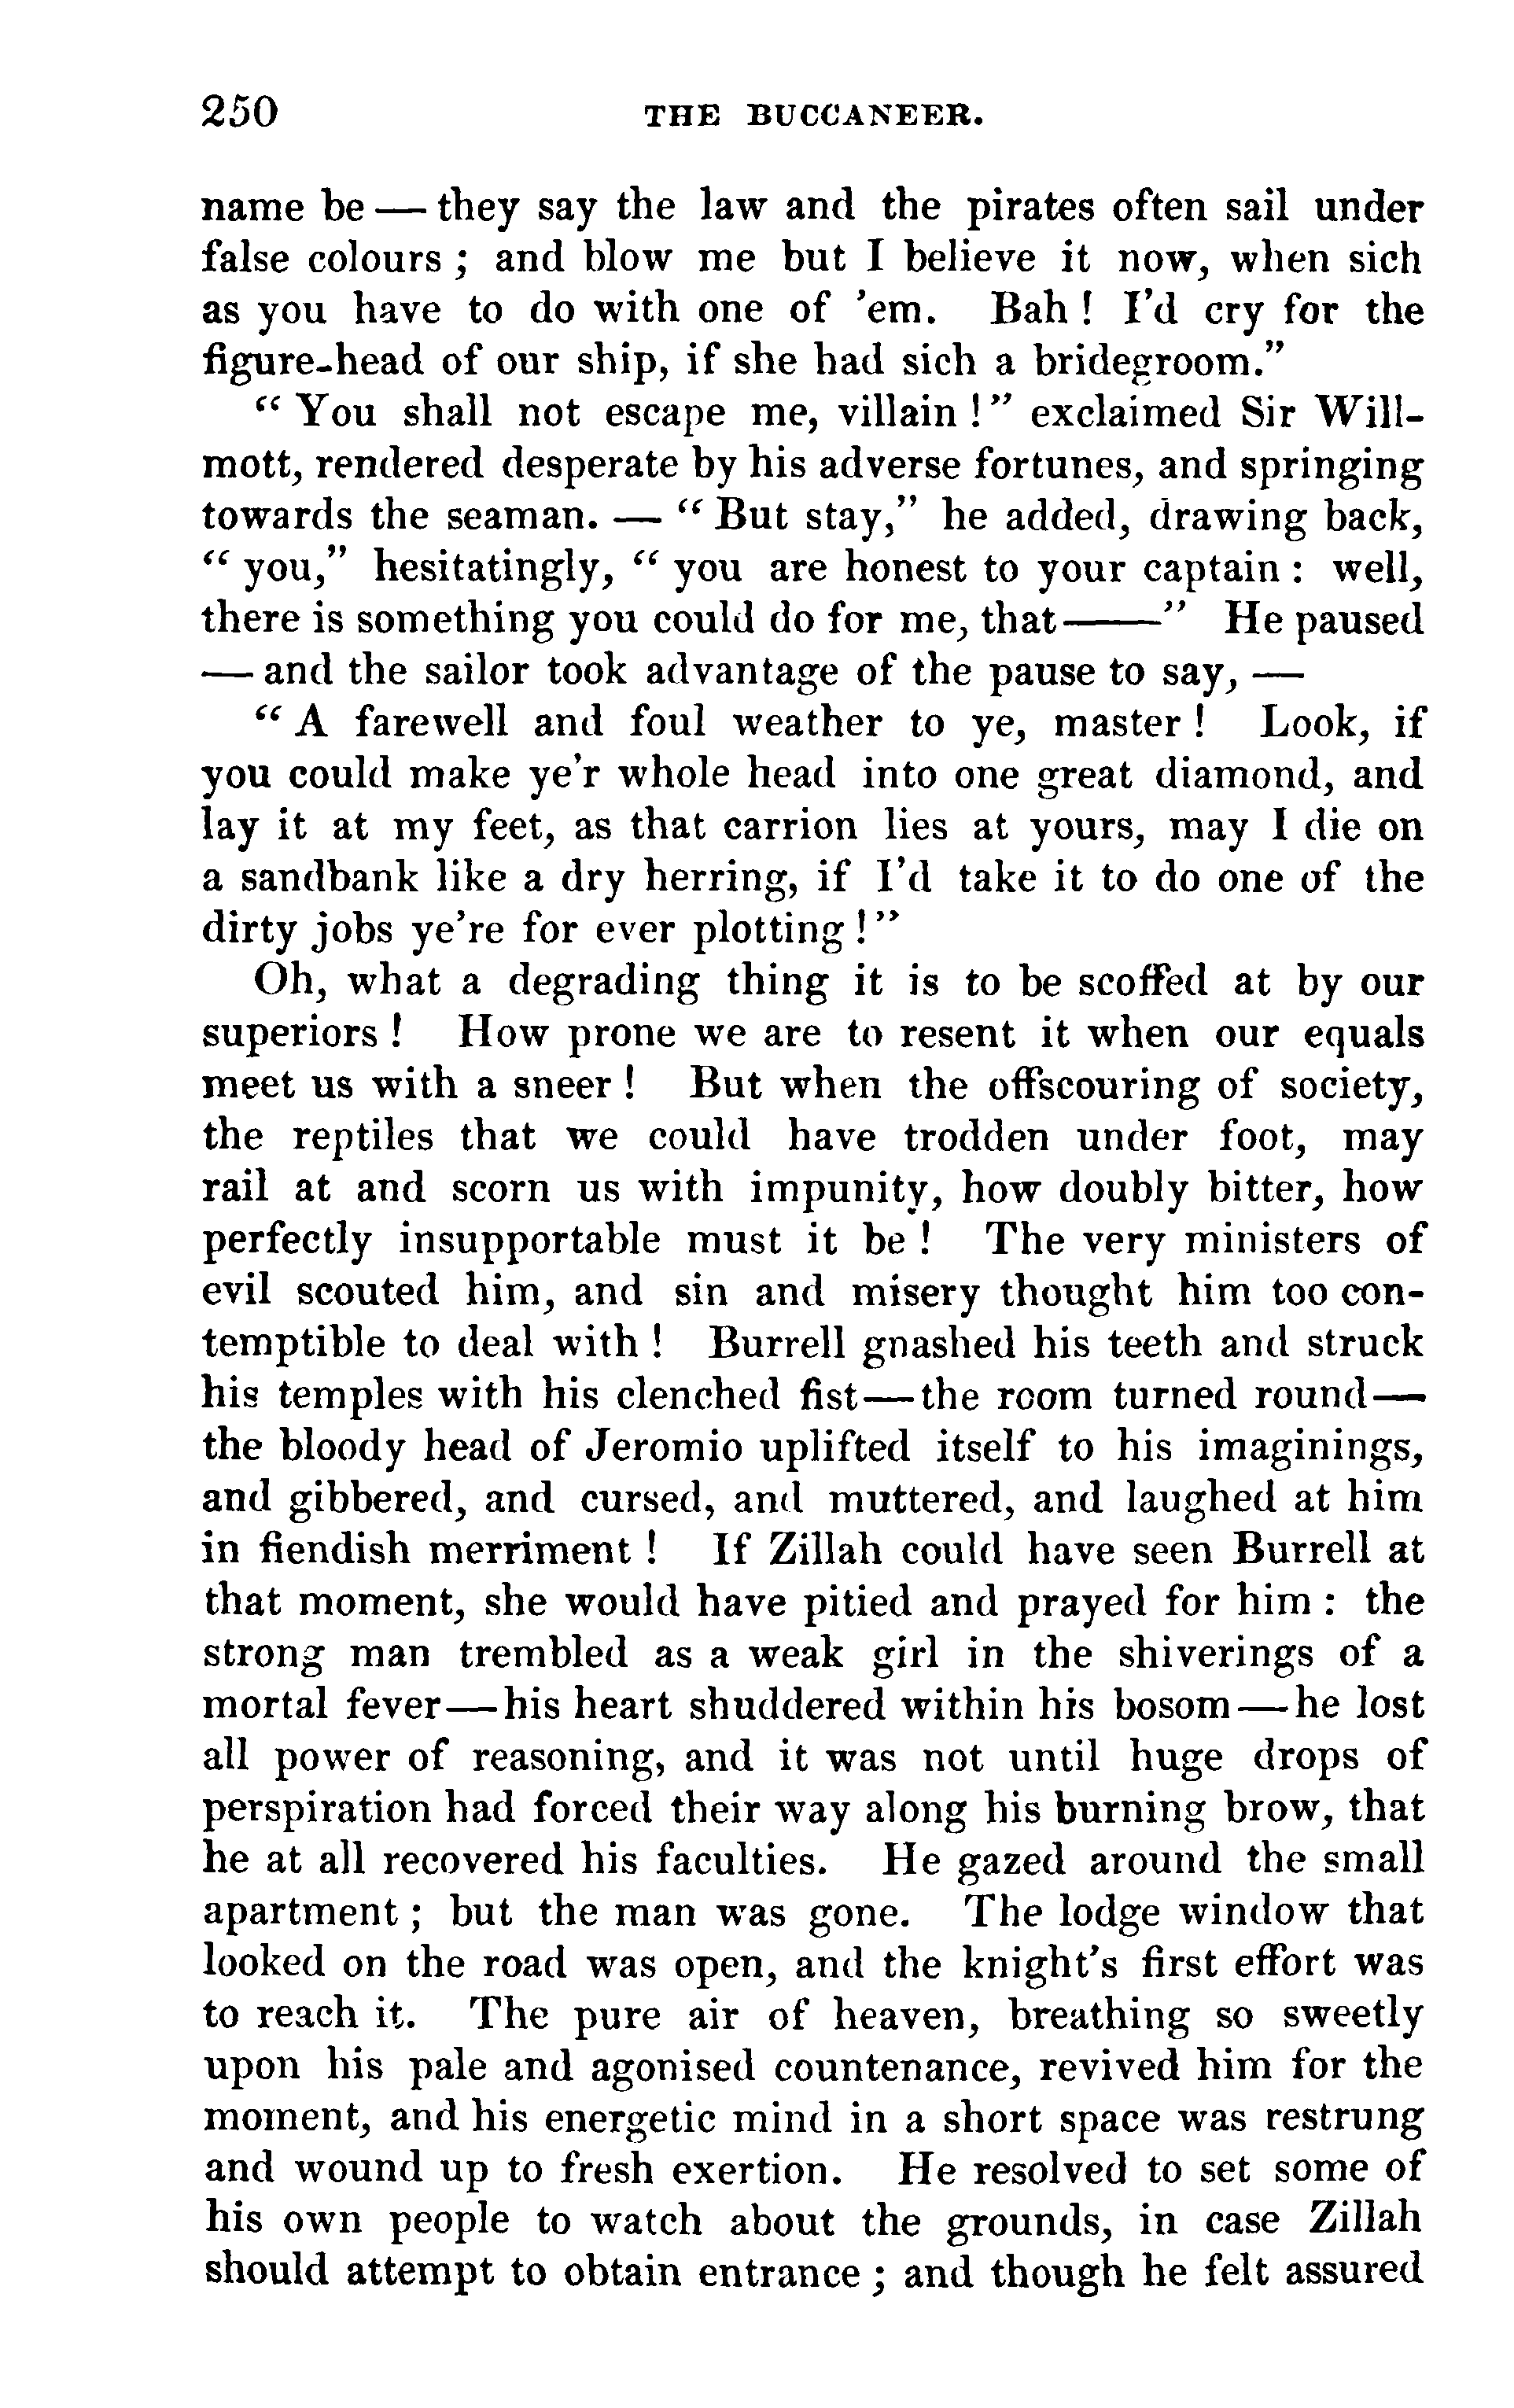 250 THE BUCCANEER.
name be — they say the law and the pirates often sail under
false colours ; and blow me but I believe it now, when sich
as you have to do with one of 'em. Bah ! I'd cry for the
figure-head of our ship, if she had sich a bridegroom."
" You shall not escape me, villain ! " exclaimed Sir Will-
mott, rendered desperate by his adverse fortunes, and springing
towards the seaman. — " But stay," he added, drawing back,
" you," hesitatingly, " you are honest to your captain : well,
there is something you could do for me, that——" He paused
— and the sailor took advantage of the pause to say, —
" A farewell and foul weather to ye, master ! Look, if
you could make ye'r whole head into one great diamond, and
lay it at my feet, as that carrion lies at yours, may I die on
a sandbank like a dry herring, if I'd take it to do one of the
dirty jobs ye're for ever plotting ! "
Oh, what a degrading thing it is to be scoffed at by our
superiors ! How prone we are to resent it when our equals
meet us with a sneer ! But when the offscouring of society,
the reptiles that we could have trodden under foot, may
rail at and scorn us with impunity, how doubly bitter, how
perfectly insupportable must it be ! The very ministers of
evil scouted him, and sin and misery thought him too con-
temptible to deal with ! Burrell gnashed his teeth and struck
his temples with his clenched fist—the room turned round—
the bloody head of Jeromio uplifted itself to his imaginings,
and gibbered, and cursed, and muttered, and laughed at him
in fiendish merriment ! If Zillah could have seen Burrell at
that moment, she would have pitied and prayed for him : the
strong man trembled as a weak girl in the shiverings of a
mortal fever—his heart shuddered within his bosom—he lost
all power of reasoning, and it was not until huge drops of
perspiration had forced their way along his burning brow, that
he at all recovered his faculties. He gazed around the small
apartment ; but the man was gone. The lodge window that
looked on the road was open, and the knight's first effort was
to reach it. The pure air of heaven, breathing so sweetly
upon his pale and agonised countenance, revived him for the
moment, and his energetic mind in a short space was restrung
and wound up to fresh exertion. He resolved to set some of
his own people to watch about the grounds, in case Zillah
should attempt to obtain entrance ; and though he felt assured